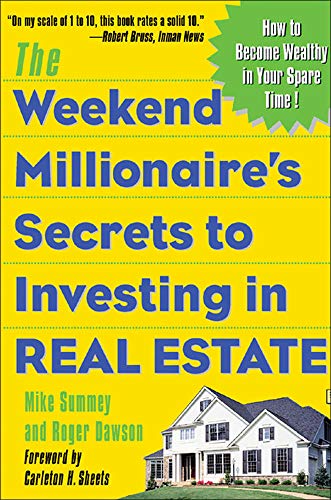 "On my scale of 1 to 10, this book rates a solid 10."
—Robert Bruss, Inman News
How to
Become Wealthy
in Your Spare
Time!
The
Weekend
Millionaire's
Secrets to
Investing in
REAL ESTATE
Mike Summey
and Roger Dawson
Foreword by
Carleton H. Sheets